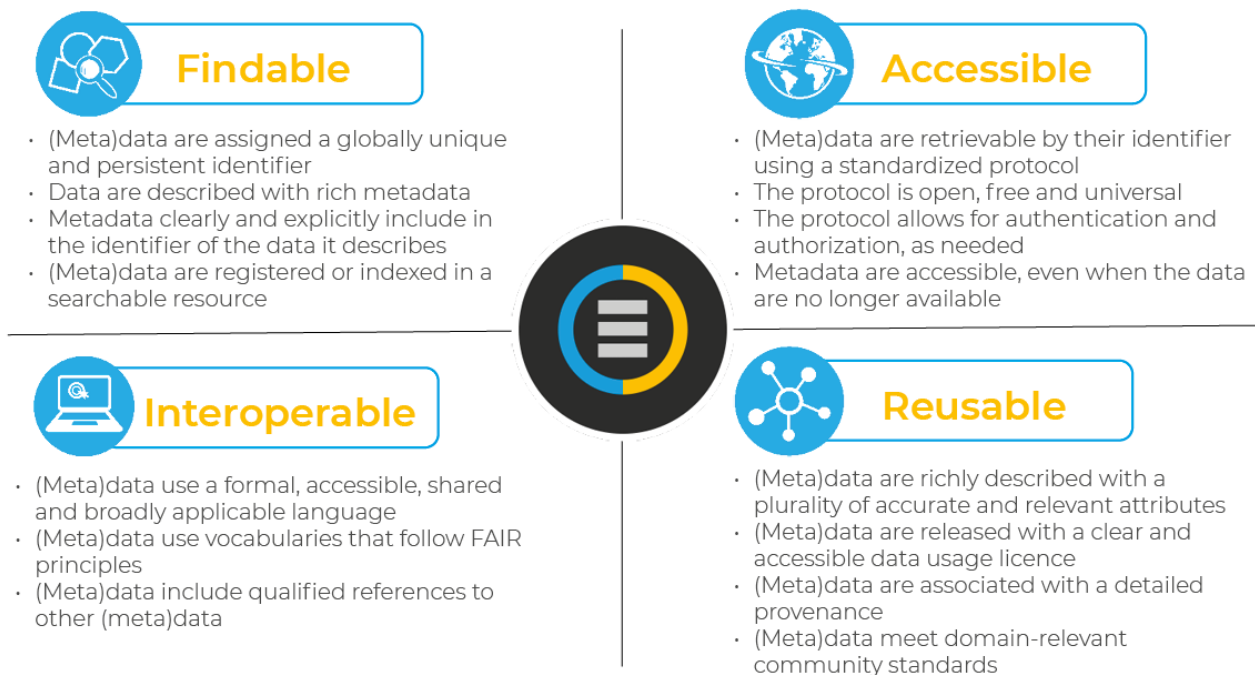 Findable
• (Meta)data are assigned a globally unique
and persistent identifier
• Data are described with rich metadata
• Metadata clearly and explicitly include in
the identifier of the data it describes
• (Meta)data are registered or indexed in a
searchable resource
Accessible
• (Meta)data are retrievable by their identifier
using a standardized protocol
• The protocol is open, free and universal
• The protocol allows for authentication and
authorization, as needed
• Metadata are accessible, even when the data
are no longer available
Interoperable
• (Meta)data use a formal, accessible, shared
and broadly applicable language
• (Meta)data use vocabularies that follow FAIR
principles
• (Meta)data include qualified references to
other (meta)data
Reusable
• (Meta)data are richly described with a
plurality of accurate and relevant attributes
• (Meta)data are released with a clear and
accessible data usage licence
• (Meta)data are associated with a detailed
provenance
• (Meta)data meet domain-relevant
community standards